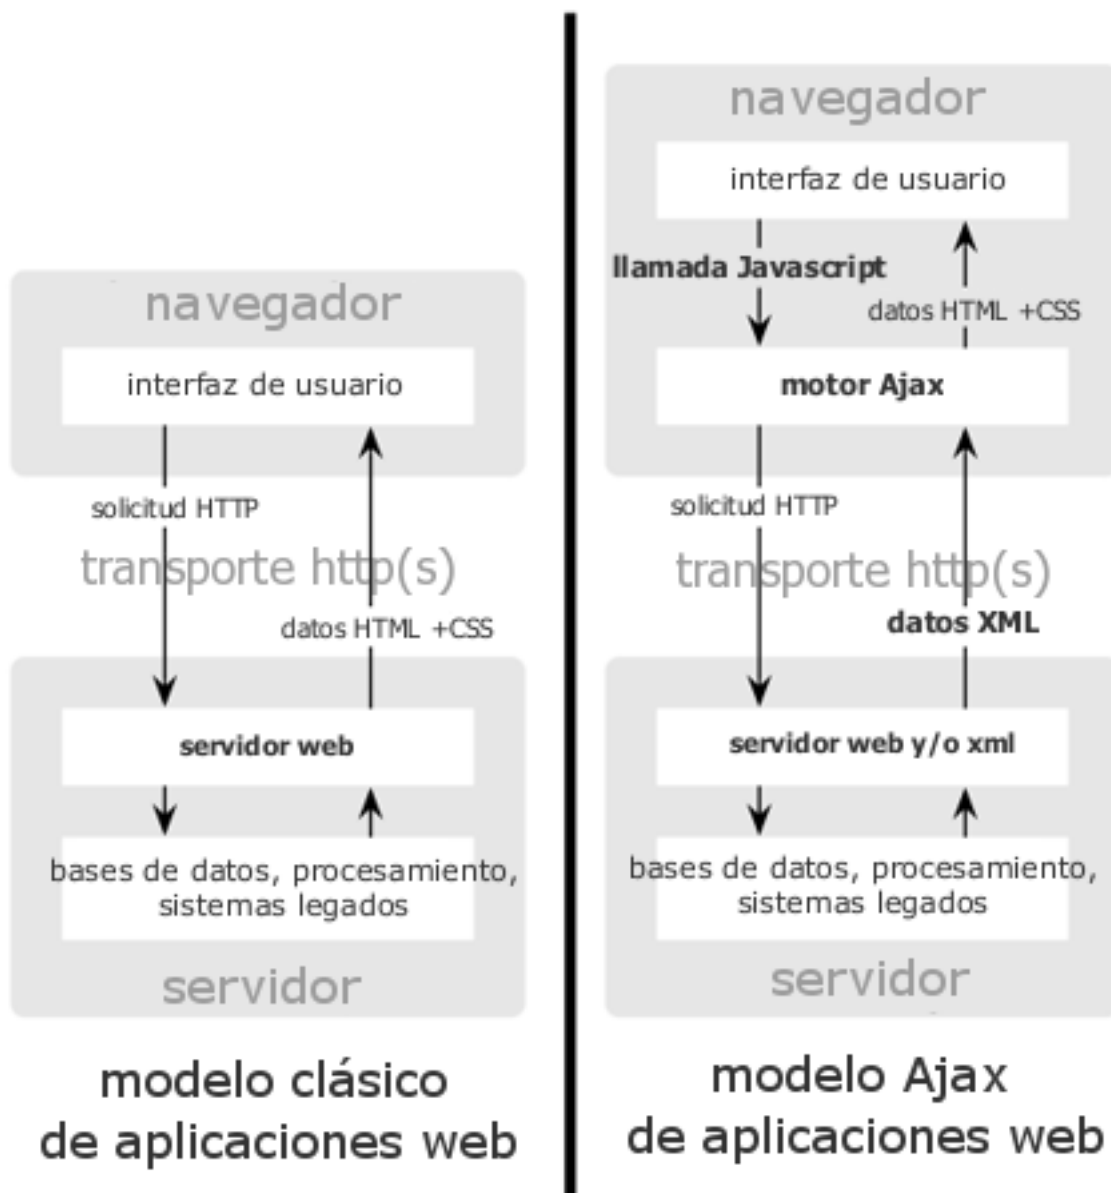 navegador
interfaz de usuario
solicitud HTTP
transporte http(s)
datos HTML +CSS
servidor web
bases de datos, procesamiento,
sistemas legados
servidor
modelo clásico
de aplicaciones web
navegador
interfaz de usuario
llamada Javascript
datos HTML +CSS
motor Ajax
solicitud HTTP
transporte http(s)
datos XML
servidor web y/o xml
bases de datos, procesamiento,
sistemas legados
servidor
modelo Ajax
de aplicaciones web